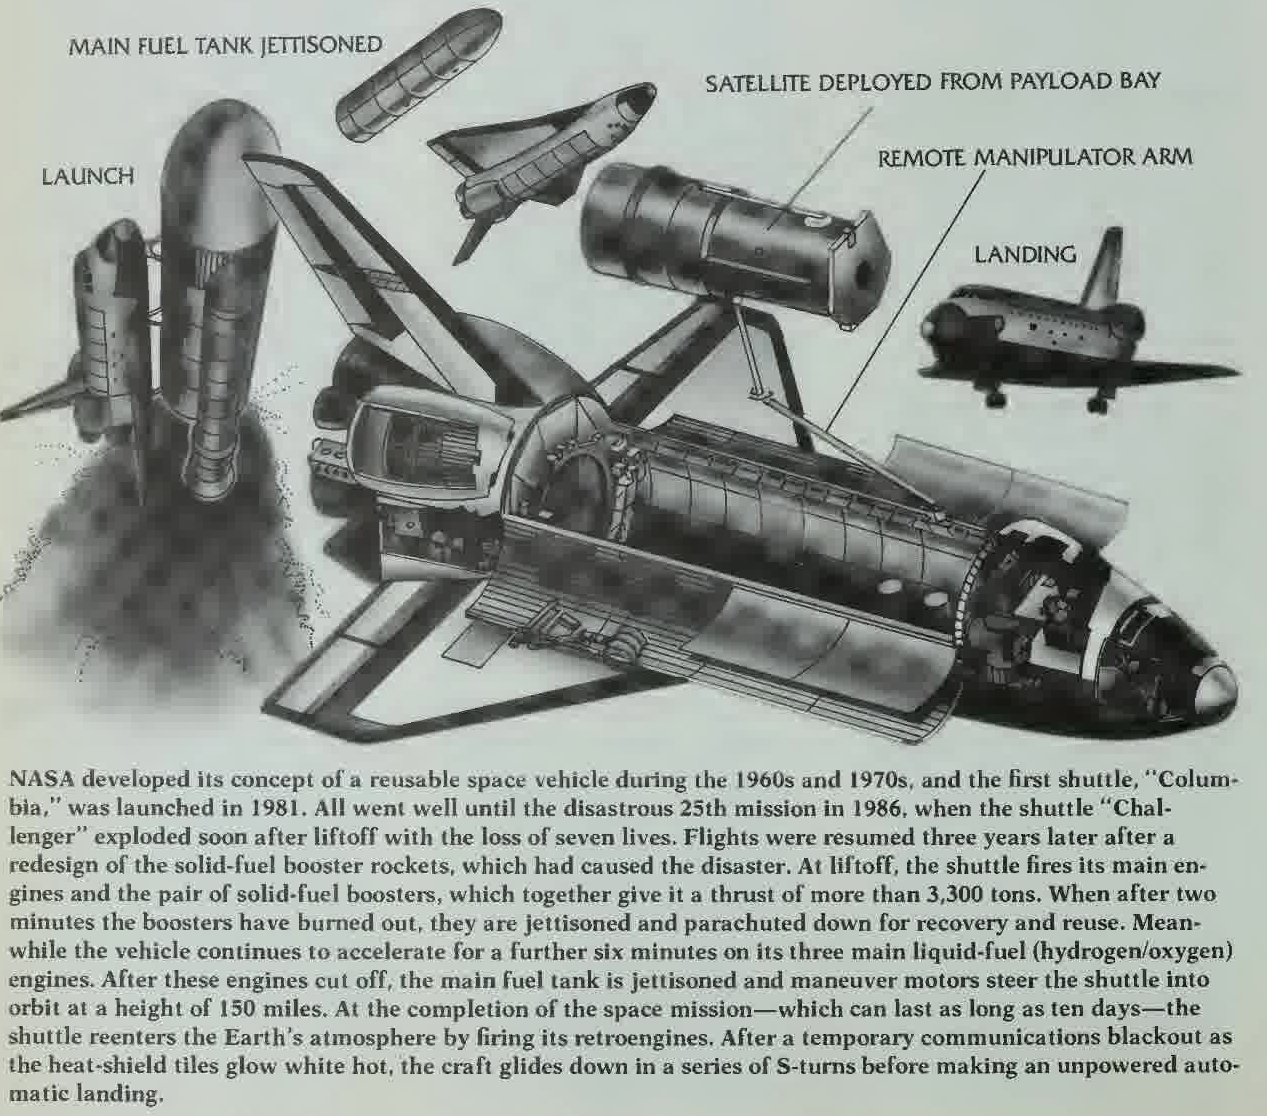 MAIN FUEL TANK JETTISONED
SATELLITE DEPLOYED FROM PAYLOAD BAY
REMOTE MANIPULATOR ARM
LAUNCH
LANDING
NASA developed its concept of a reusable space vehicle during the 1960s and 1970s, and the first shuttle, "Colum-
bia," was launched in 1981. All went well until the disastrous 25th mission in 1986, when the shuttle "Chal-
lenger" exploded soon after liftoff with the loss of seven lives. Flights were resumed three years later after a
redesign of the solid-fuel booster rockets, which had caused the disaster. At liftoff, the shuttle fires its main en-
gines and the pair of solid-fuel boosters, which together give it a thrust of more than 3,300 tons. When after two
minutes the boosters have burned out, they are jettisoned and parachuted down for recovery and reuse. Mean-
while the vehicle continues to accelerate for a further six minutes on its three main liquid-fuel (hydrogen/oxygen)
engines. After these engines cut off, the main fuel tank is jettisoned and maneuver motors steer the shuttle into
orbit at a height of 150 miles. At the completion of the space mission—which can last as long as ten days—the
shuttle reenters the Earth's atmosphere by firing its retroengines. After a temporary communications blackout as
the heat-shield tiles glow white hot, the craft glides down in a series of S-turns before making an unpowered auto-
matic landing.